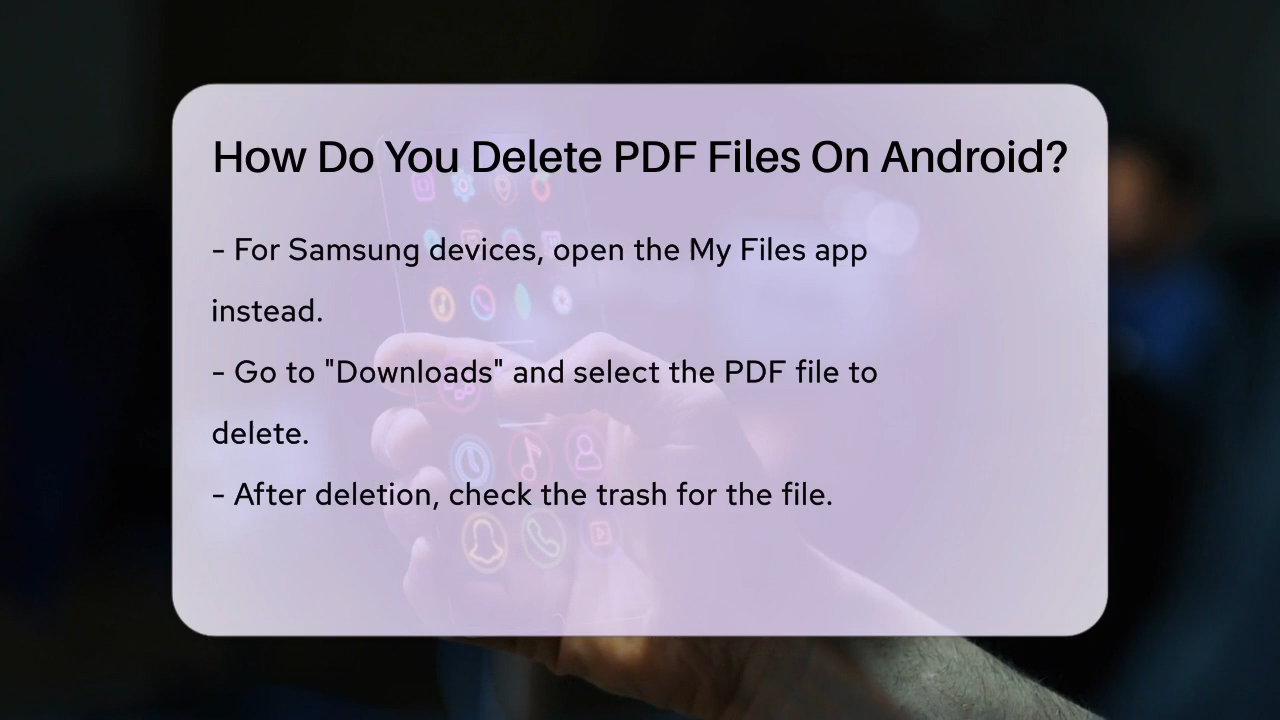 How Do You Delete PDF Files On Android?
- For Samsung devices, open the My Files app
instead.
- Go to "Downloads" and select the PDF file to
delete.
- After deletion, check the trash for the file.